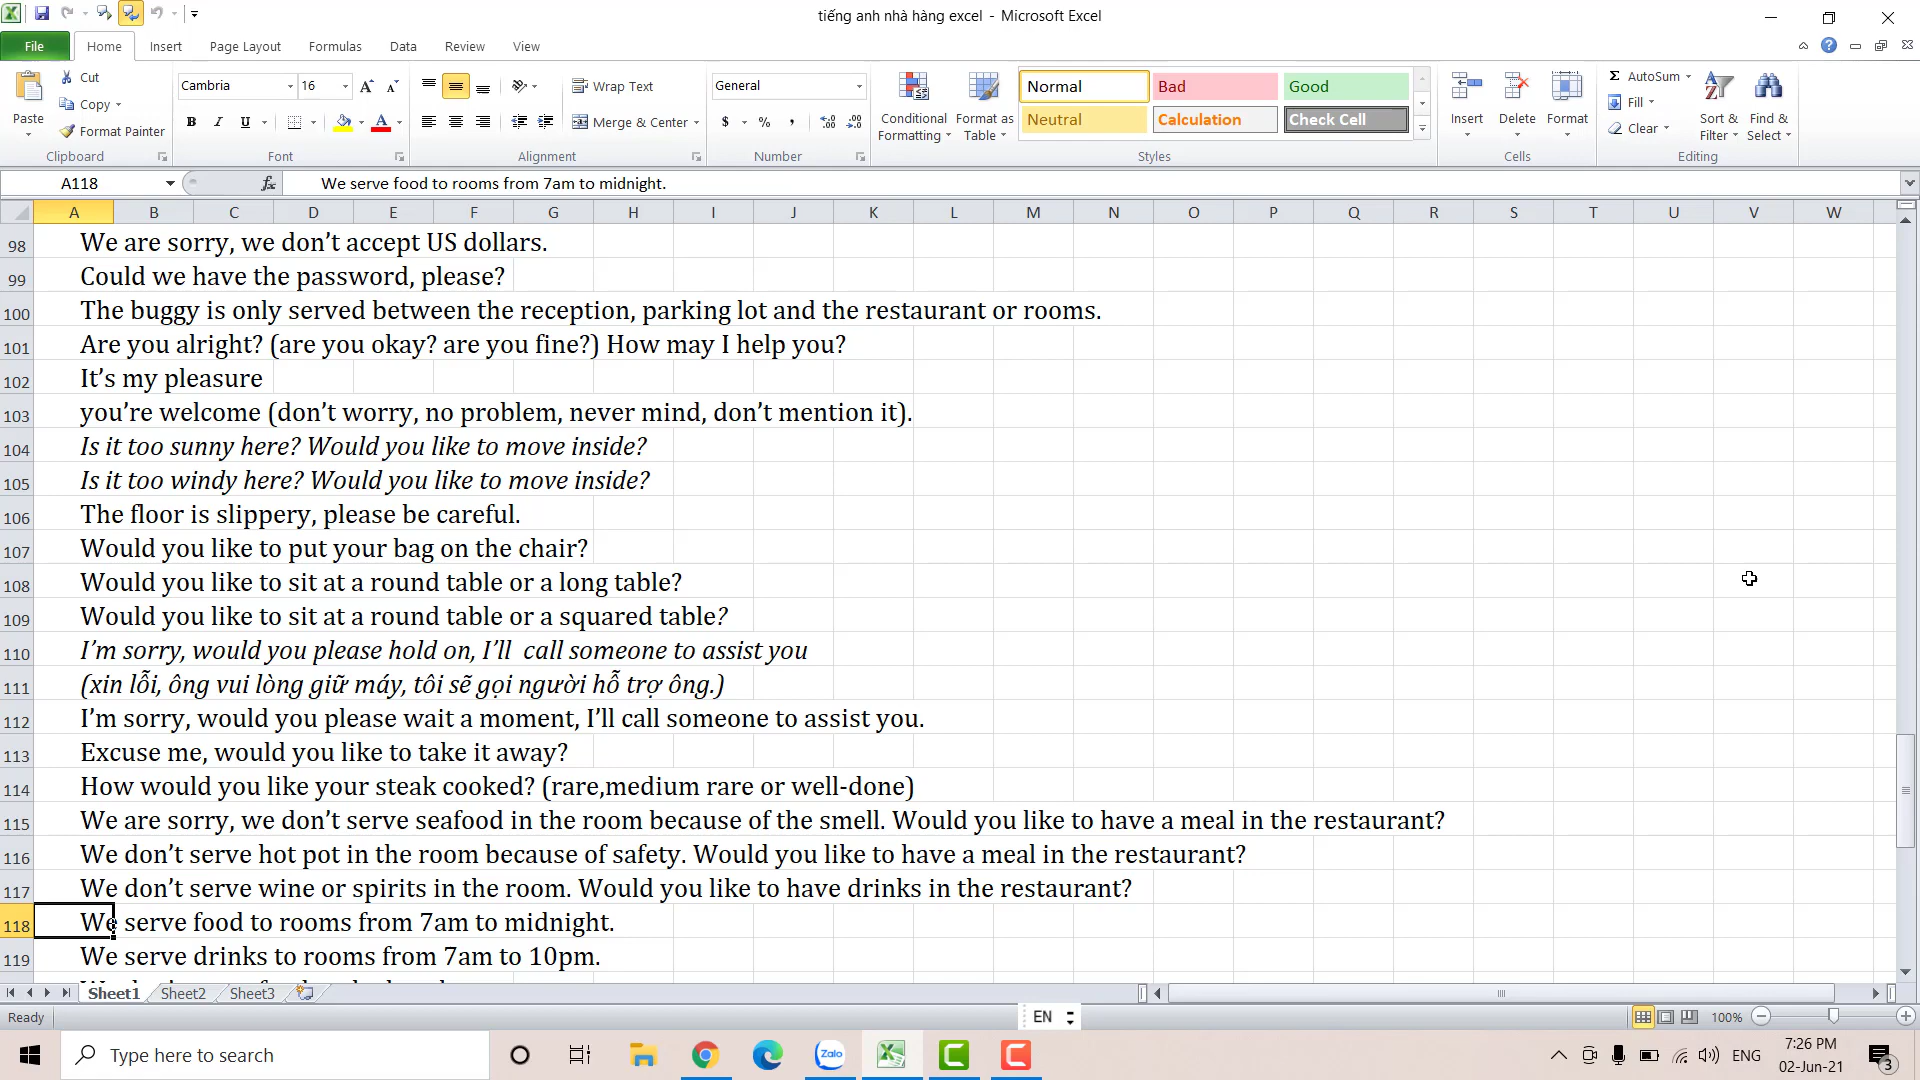 tiếng anh nhà hàng excel - Microsoft Excel
File Home Insert Page Layout Formulas Data Review View
Paste Cut Copy Format Painter Clipboard
Cambria 16 B I U Font
Wrap Text Merge & Center Alignment
General $ % , Number
Conditional Formatting Format as Table Normal Bad Good Neutral Calculation Check Cell Styles
Insert Delete Format Cells
Σ AutoSum Fill Clear Sort & Filter Find & Select Editing
A118 fx We serve food to rooms from 7am to midnight.
A B C D E F G H I J K L M N O P Q R S T U V W
98 We are sorry, we don’t accept US dollars.
99 Could we have the password, please?
100 The buggy is only served between the reception, parking lot and the restaurant or rooms.
101 Are you alright? (are you okay? are you fine?) How may I help you?
102 It’s my pleasure
103 you’re welcome (don’t worry, no problem, never mind, don’t mention it).
104 Is it too sunny here? Would you like to move inside?
105 Is it too windy here? Would you like to move inside?
106 The floor is slippery, please be careful.
107 Would you like to put your bag on the chair?
108 Would you like to sit at a round table or a long table?
109 Would you like to sit at a round table or a squared table?
110 I’m sorry, would you please hold on, I’ll  call someone to assist you
111 (xin lỗi, ông vui lòng giữ máy, tôi sẽ gọi người hỗ trợ ông.)
112 I’m sorry, would you please wait a moment, I’ll call someone to assist you.
113 Excuse me, would you like to take it away?
114 How would you like your steak cooked? (rare,medium rare or well-done)
115 We are sorry, we don’t serve seafood in the room because of the smell. Would you like to have a meal in the restaurant?
116 We don’t serve hot pot in the room because of safety. Would you like to have a meal in the restaurant?
117 We don’t serve wine or spirits in the room. Would you like to have drinks in the restaurant?
118 We serve food to rooms from 7am to midnight.
119 We serve drinks to rooms from 7am to 10pm.
Sheet1 Sheet2 Sheet3
Ready EN 100%
Type here to search Zalo ENG 7:26 PM
02-Jun-21 3